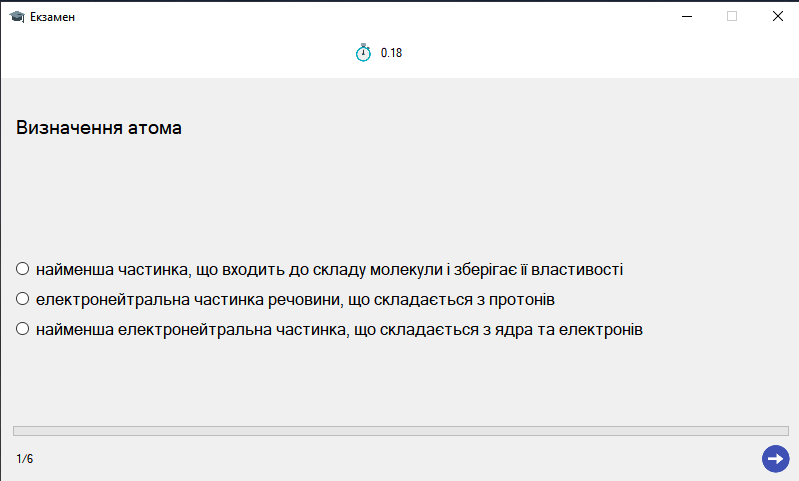 Екзамен
0.18
Визначення атома
найменша частинка, що входить до складу молекули і зберігає її властивості
електронейтральна частинка речовини, що складається з протонів
найменша електронейтральна частинка, що складається з ядра та електронів
1/6